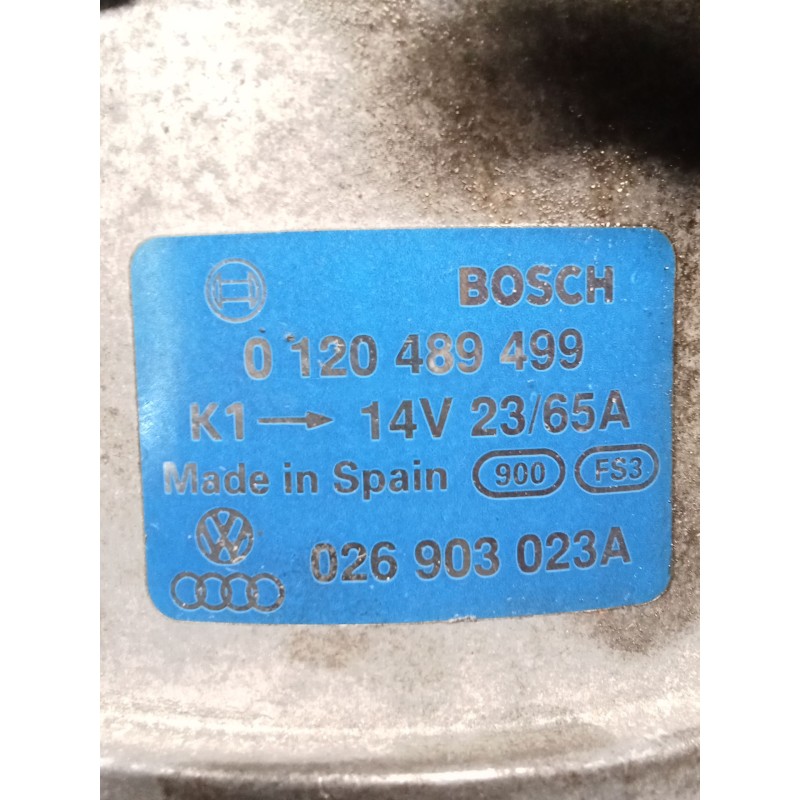 BOSCH
0 120 489 499
K1→ 14V 23/65A
Made in Spain 900 FS3
026 903 023A